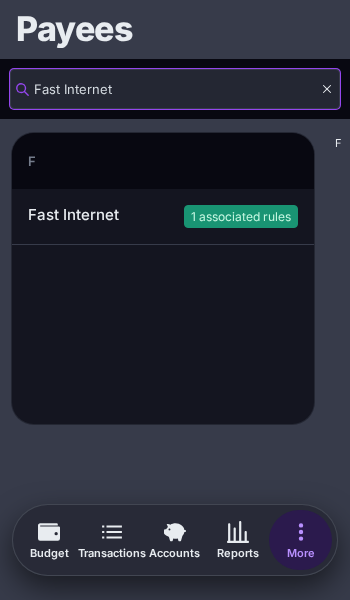 Payees
Fast Internet
F
F
Fast Internet
1 associated rules
Budget
Transactions
Accounts
Reports
More